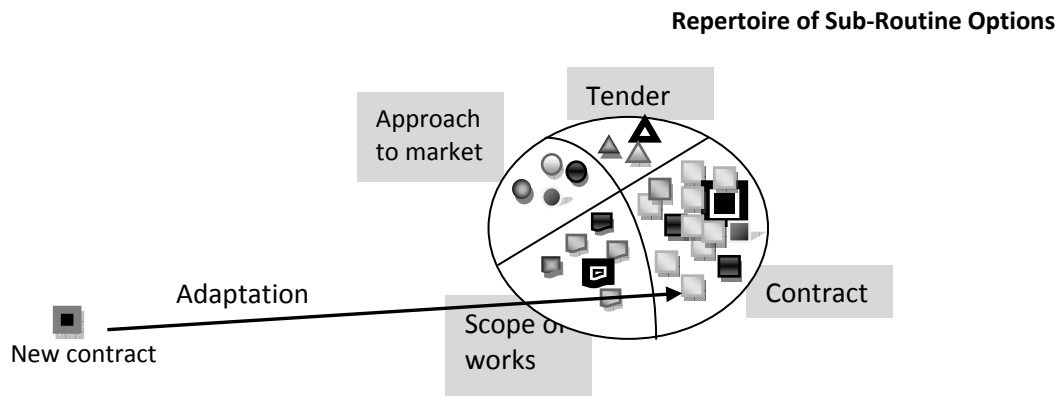 Repertoire of Sub-Routine Options
Tender
Approach
to market
Adaptation
Contract
Scope of
works
New contract